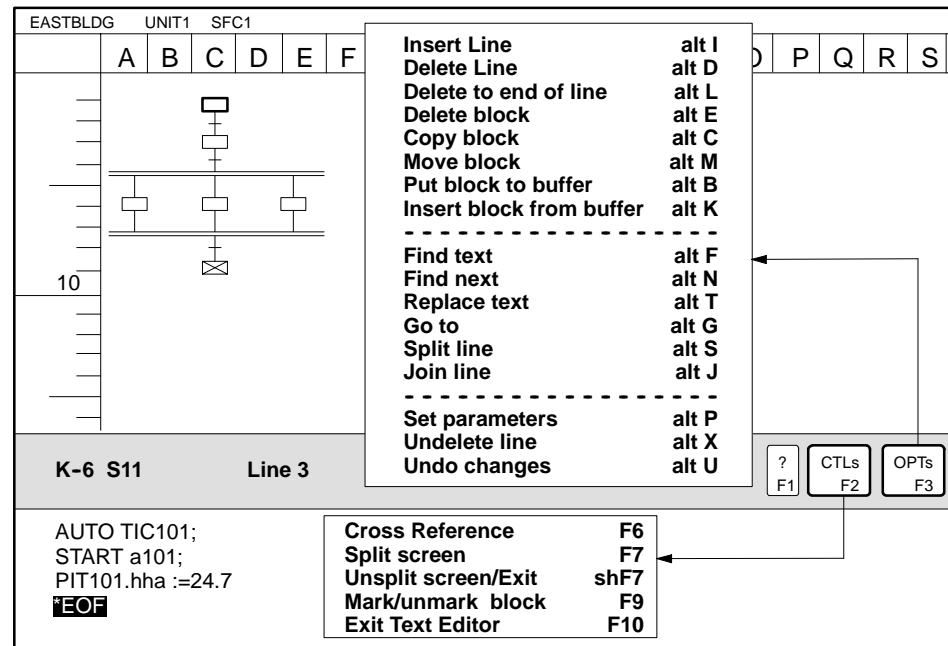 EASTBLDG UNIT1 SFC1
A B C D E F P Q R S
10
Insert Line alt I
Delete Line alt D
Delete to end of line alt L
Delete block alt E
Copy block alt C
Move block alt M
Put block to buffer alt B
Insert block from buffer alt K
Find text alt F
Find next alt N
Replace text alt T
Go to alt G
Split line alt S
Join line alt J
Set parameters alt P
Undelete line alt X
Undo changes alt U
K-6 S11 Line 3
? F1
CTLs F2
OPTs F3
AUTO TIC101;
START a101;
PIT101.hha :=24.7
*EOF
Cross Reference F6
Split screen F7
Unsplit screen/Exit shF7
Mark/unmark block F9
Exit Text Editor F10